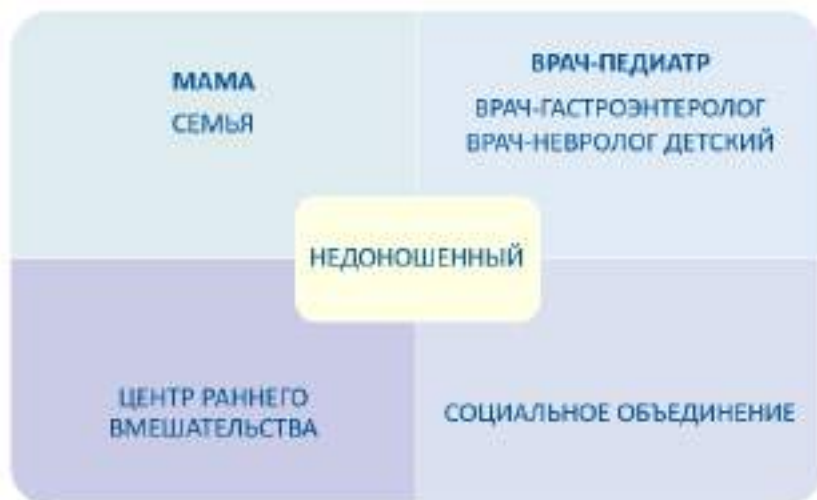 МАМА
СЕМЬЯ
ВРАЧ-ПЕДИАТР
ВРАЧ-ГАСТРОЭНТЕРОЛОГ
ВРАЧ-НЕВРОЛОГ ДЕТСКИЙ
НЕДОНОШЕННЫЙ
ЦЕНТР РАННЕГО
ВМЕШАТЕЛЬСТВА
СОЦИАЛЬНОЕ ОБЪЕДИНЕНИЕ